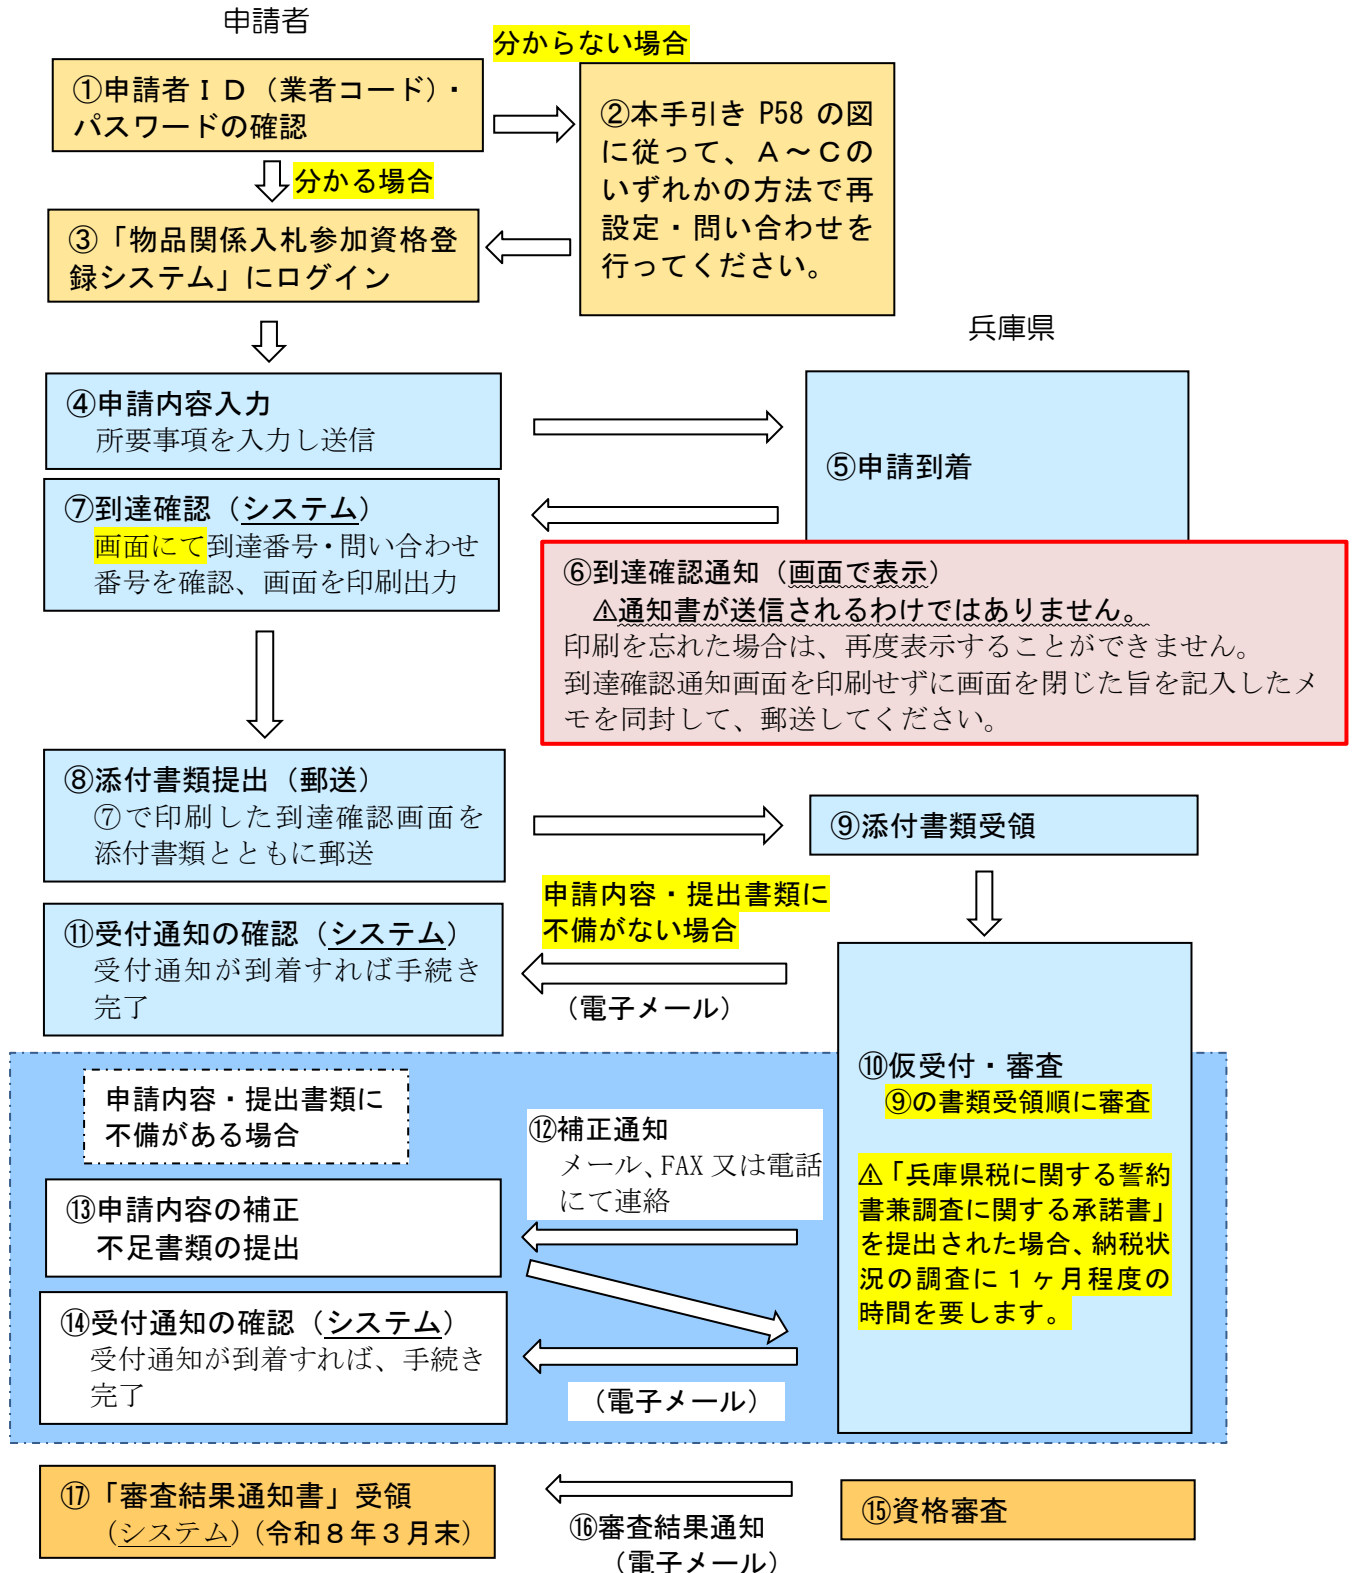 申請者
分からない場合
①申請者ＩＤ（業者コード）・
パスワードの確認
②本手引き P58 の図
に従って、Ａ～Ｃの
いずれかの方法で再
設定・問い合わせを
行ってください。
分かる場合
③「物品関係入札参加資格登
録システム」にログイン
兵庫県
④申請内容入力
所要事項を入力し送信
⑤申請到着
⑦到達確認（システム）
画面にて到達番号・問い合わせ
番号を確認、画面を印刷出力
⑥到達確認通知（画面で表示）
⚠通知書が送信されるわけではありません。
印刷を忘れた場合は、再度表示することができません。
到達確認通知画面を印刷せずに画面を閉じた旨を記入したメ
モを同封して、郵送してください。
⑧添付書類提出（郵送）
⑦で印刷した到達確認画面を
添付書類とともに郵送
⑨添付書類受領
申請内容・提出書類に
不備がない場合
⑪受付通知の確認（システム）
受付通知が到着すれば手続き
完了
（電子メール）
⑩仮受付・審査
⑨の書類受領順に審査
⚠「兵庫県税に関する誓約
書兼調査に関する承諾書」
を提出された場合、納税状
況の調査に１ヶ月程度の
時間を要します。
申請内容・提出書類に
不備がある場合
⑫補正通知
メール、FAX 又は電話
にて連絡
⑬申請内容の補正
不足書類の提出
⑭受付通知の確認（システム）
受付通知が到着すれば、手続き
完了
（電子メール）
⑰「審査結果通知書」受領
（システム）（令和８年３月末）
⑮資格審査
⑯審査結果通知
（電子メール）